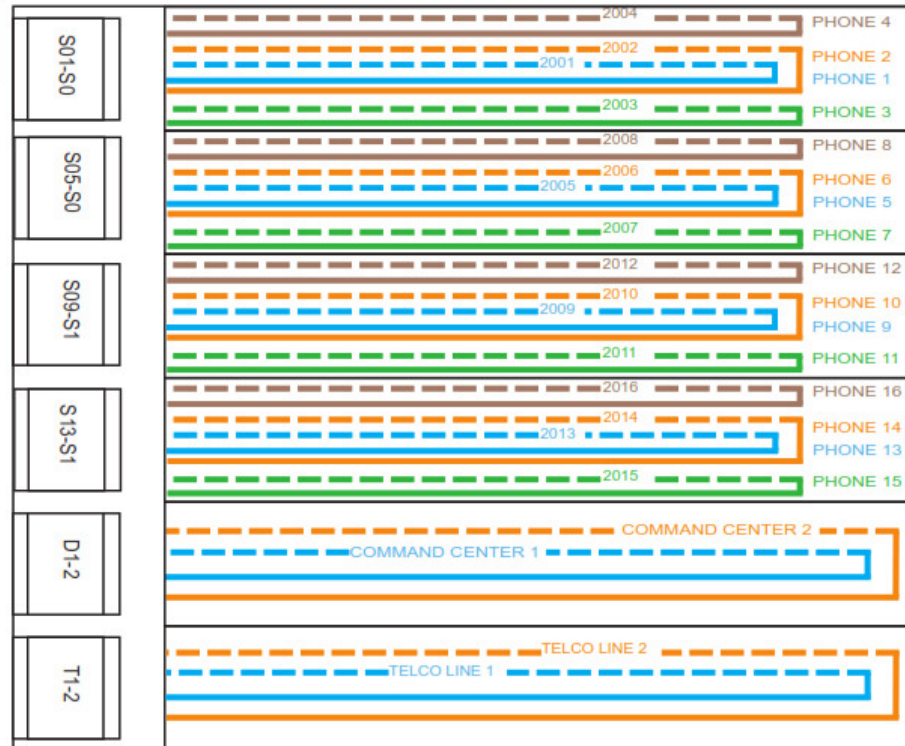 S01-S0
2004
PHONE 4
2002
PHONE 2
2001
PHONE 1
2003
PHONE 3
S05-S0
2008
PHONE 8
2006
PHONE 6
2005
PHONE 5
2007
PHONE 7
S09-S1
2012
PHONE 12
2010
PHONE 10
2009
PHONE 9
2011
PHONE 11
S13-S1
2016
PHONE 16
2014
PHONE 14
2013
PHONE 13
2015
PHONE 15
D1-2
COMMAND CENTER 2
COMMAND CENTER 1
T1-2
TELCO LINE 2
TELCO LINE 1